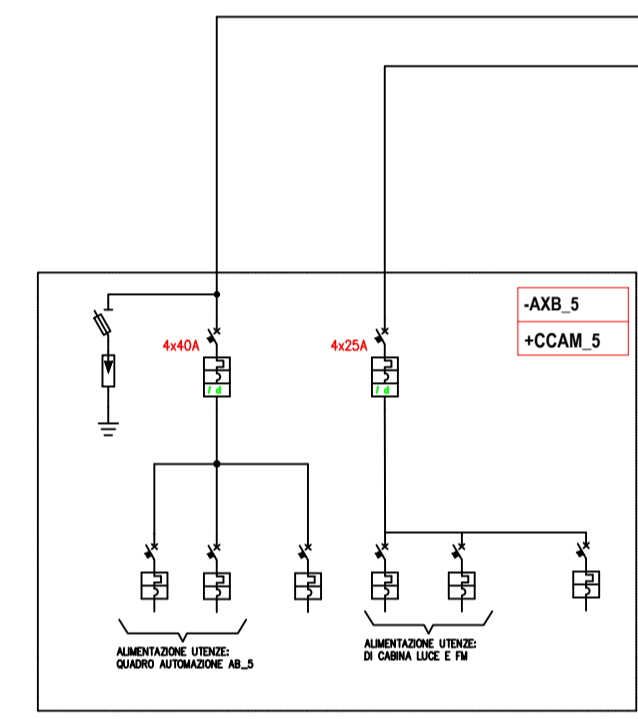 -AXB_5
+CCAM_5
4x40A
4x25A
I d
I d
ALIMENTAZIONE UTENZE:
QUADRO AUTOMAZIONE AB_5
ALIMENTAZIONE UTENZE:
DI CABINA LUCE E FM